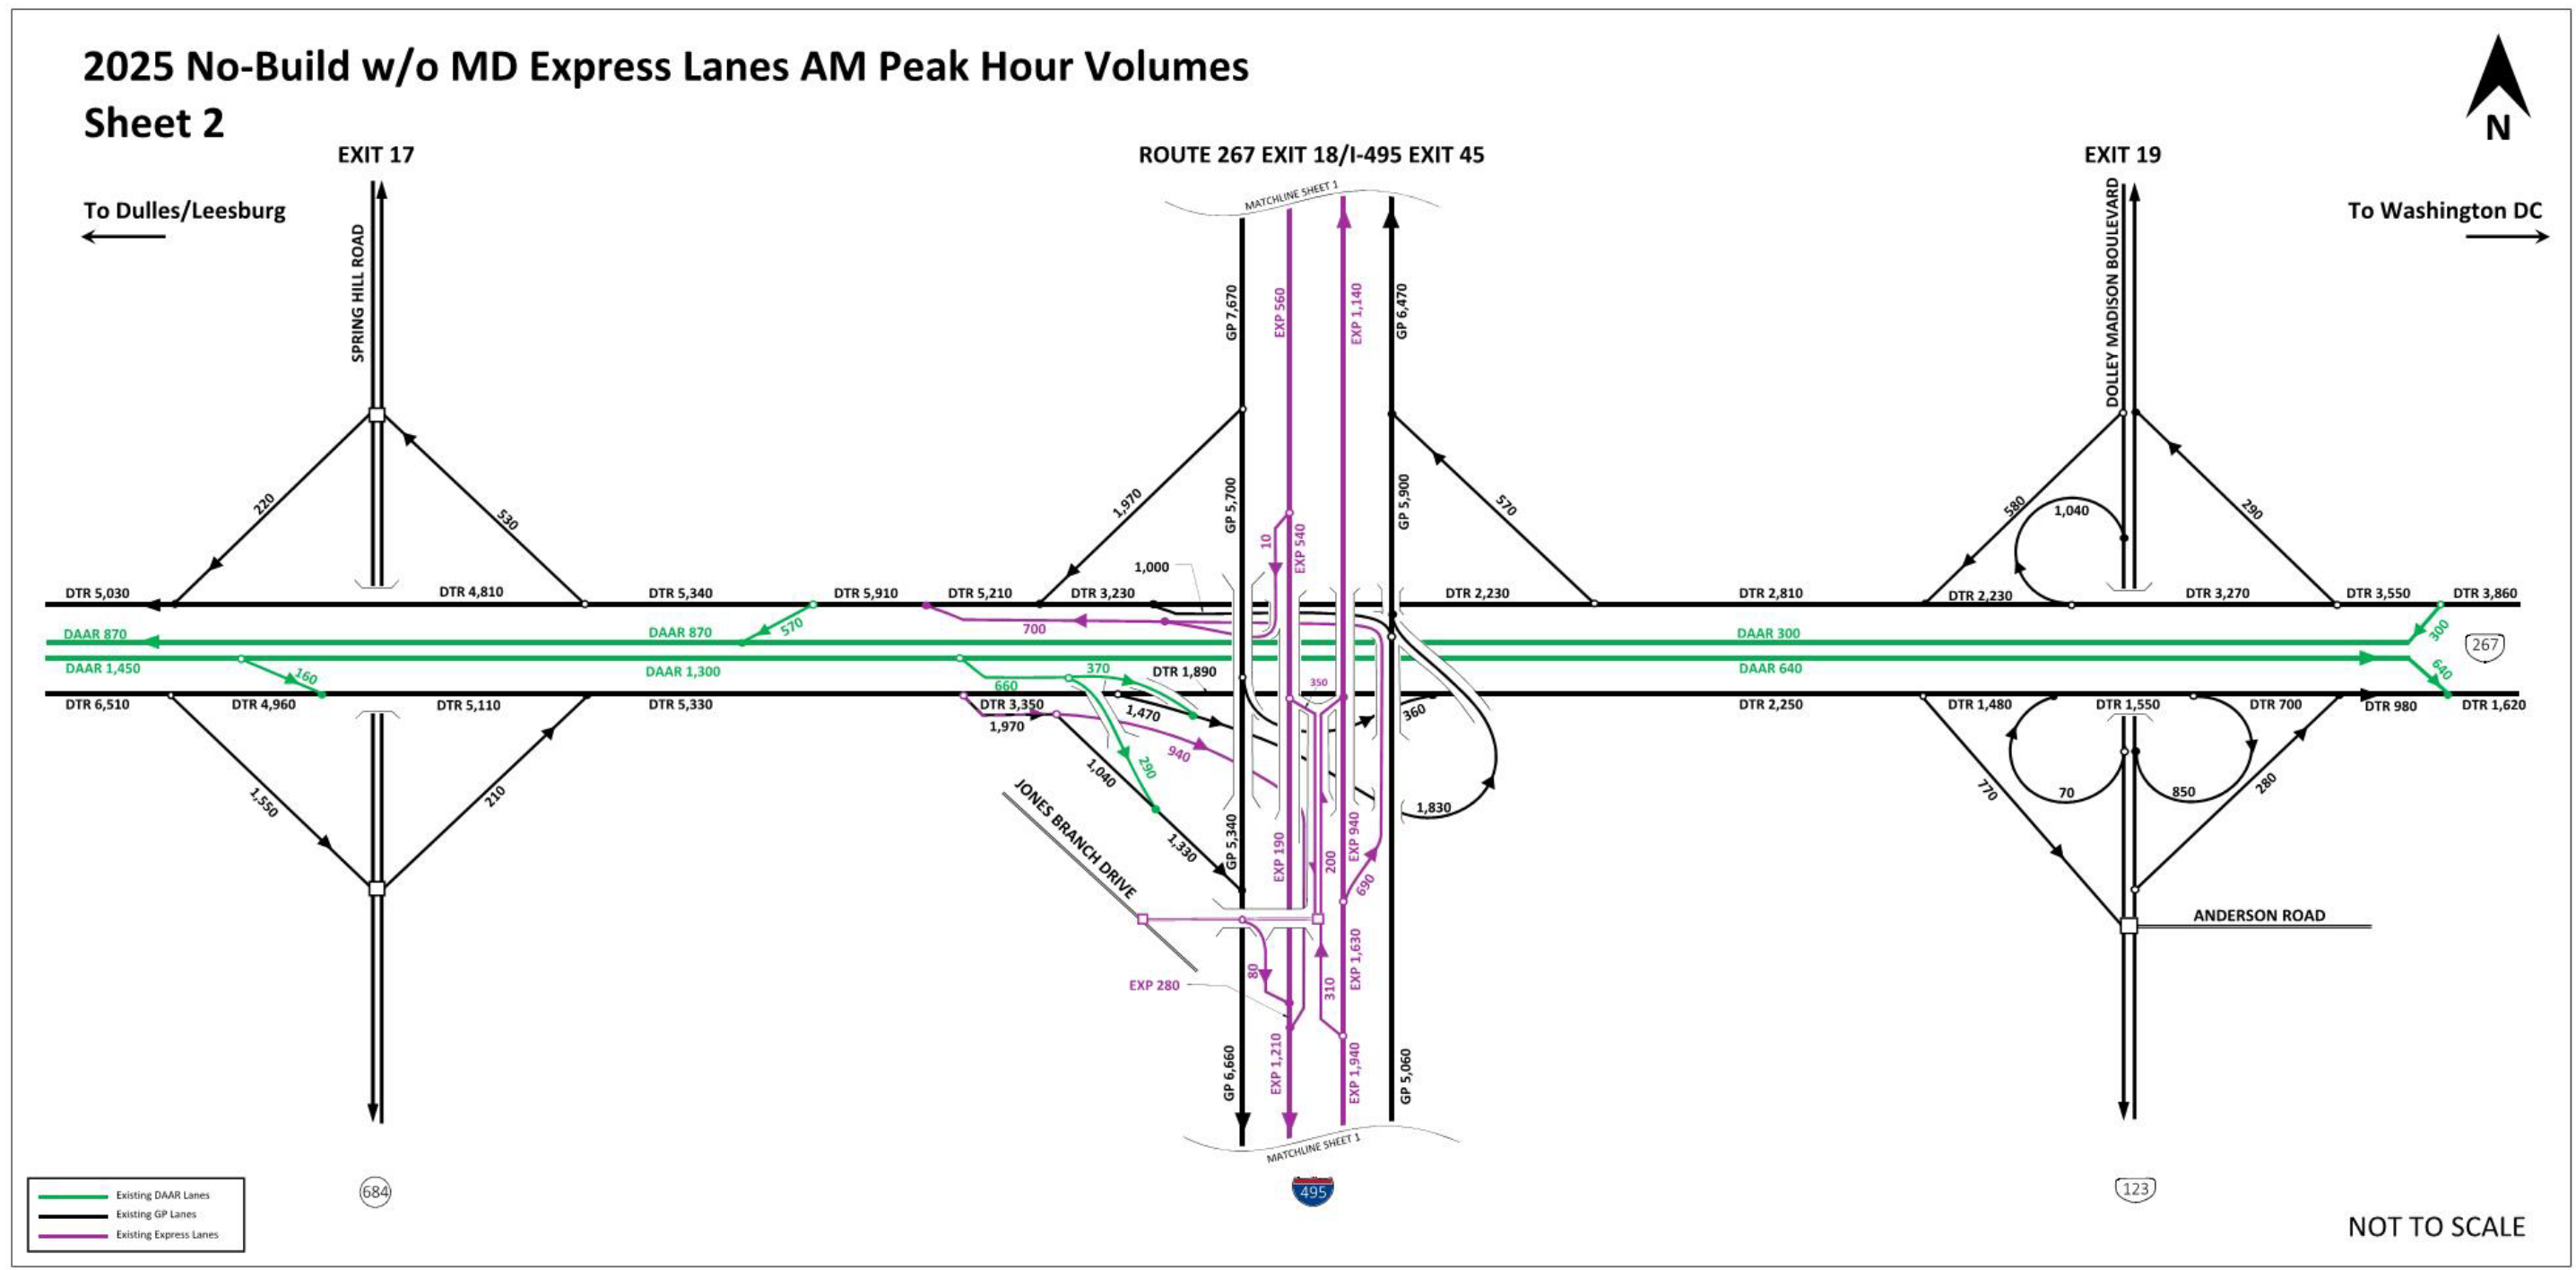 2025 No-Build w/o MD Express Lanes AM Peak Hour Volumes
Sheet 2
N
EXIT 17
ROUTE 267 EXIT 18/I-495 EXIT 45
EXIT 19
To Dulles/Leesburg
To Washington DC
MATCHLINE SHEET 1
SPRING HILL ROAD
DOLLEY MADISON BOULEVARD
GP 7,670
EXP 560
EXP 1,140
GP 6,470
220
530
1,970
GP 5,700
10
EXP 540
GP 5,900
570
580
1,040
290
1,000
DTR 5,030
DTR 4,810
DTR 5,340
DTR 5,910
DTR 5,210
DTR 3,230
DTR 2,230
DTR 2,810
DTR 2,230
DTR 3,270
DTR 3,550
DTR 3,860
DAAR 870
DAAR 870
570
700
DAAR 300
300
267
DAAR 1,450
160
DAAR 1,300
660
370
DTR 1,890
350
DAAR 640
640
DTR 6,510
DTR 4,960
DTR 5,110
DTR 5,330
DTR 3,350
1,970
1,470
360
DTR 2,250
DTR 1,480
DTR 1,550
DTR 700
DTR 980
DTR 1,620
940
1,040
290
1,550
210
1,330
JONES BRANCH DRIVE
GP 5,340
EXP 190
200
EXP 940
690
1,830
770
70
850
280
ANDERSON ROAD
EXP 280
80
310
EXP 1,630
GP 6,660
EXP 1,210
EXP 1,940
GP 5,060
MATCHLINE SHEET 1
684
495
123
Existing DAAR Lanes
Existing GP Lanes
Existing Express Lanes
NOT TO SCALE